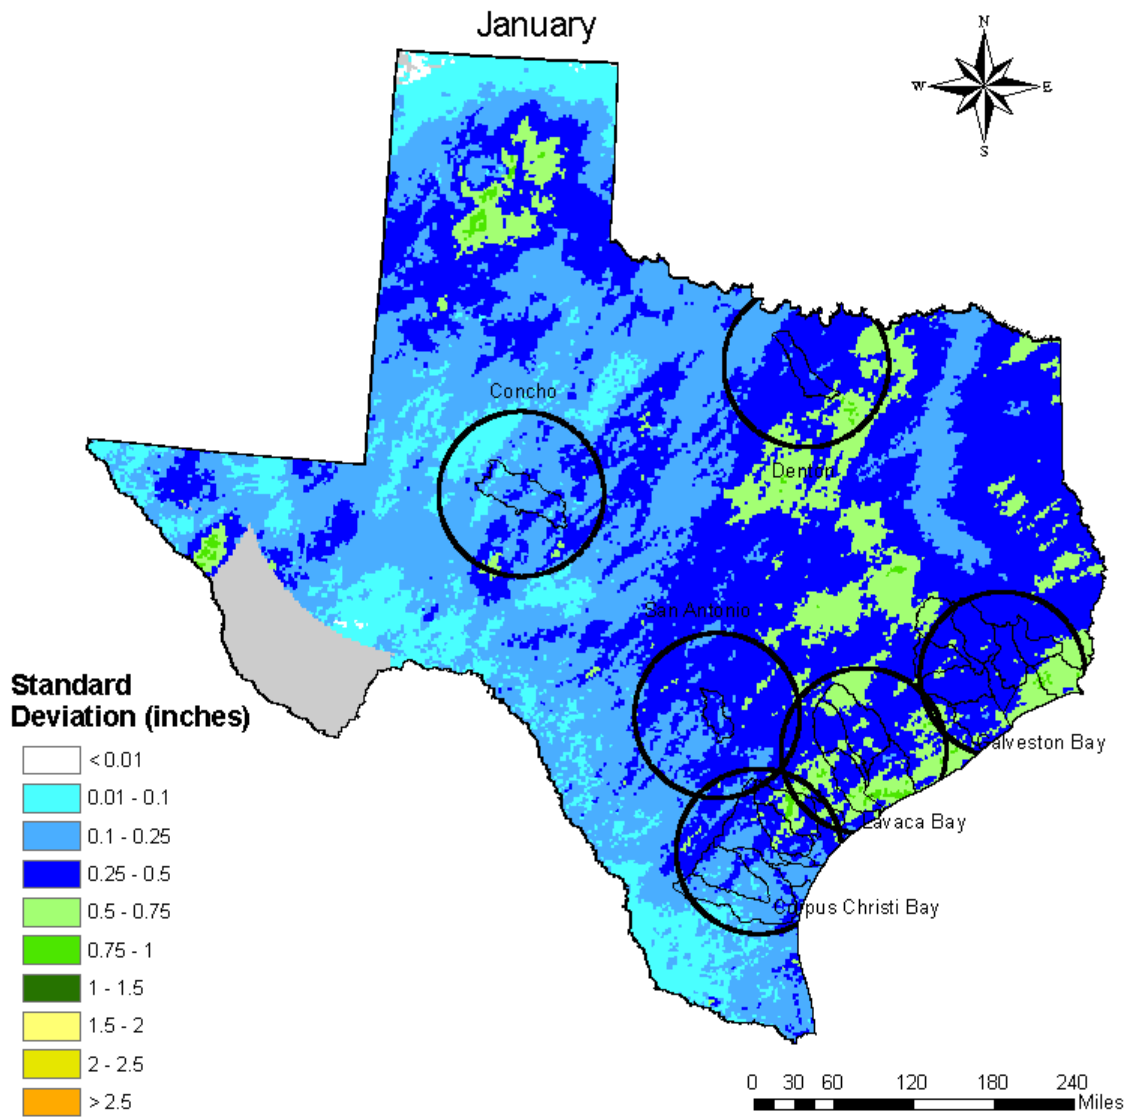 January
N
W
E
S
Concho
Denton
San Antonio
Galveston Bay
Lavaca Bay
Corpus Christi Bay
Standard
Deviation (inches)
< 0.01
0.01 - 0.1
0.1 - 0.25
0.25 - 0.5
0.5 - 0.75
0.75 - 1
1 - 1.5
1.5 - 2
2 - 2.5
> 2.5
0 30 60 120 180 240
Miles